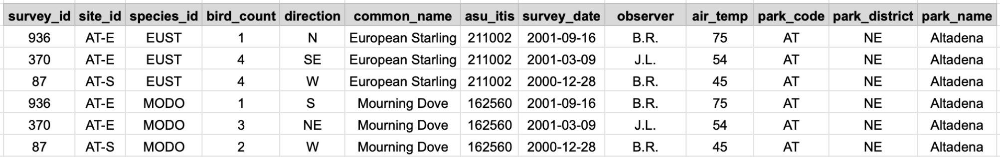 survey_id site_id species_id bird_count direction common_name asu_itis survey_date observer air_temp park_code park_district park_name
936 AT-E EUST 1 N European Starling 211002 2001-09-16 B.R. 75 AT NE Altadena
370 AT-E EUST 4 SE European Starling 211002 2001-03-09 J.L. 54 AT NE Altadena
87 AT-S EUST 4 W European Starling 211002 2000-12-28 B.R. 45 AT NE Altadena
936 AT-E MODO 1 S Mourning Dove 162560 2001-09-16 B.R. 75 AT NE Altadena
370 AT-E MODO 3 NE Mourning Dove 162560 2001-03-09 J.L. 54 AT NE Altadena
87 AT-S MODO 2 W Mourning Dove 162560 2000-12-28 B.R. 45 AT NE Altadena